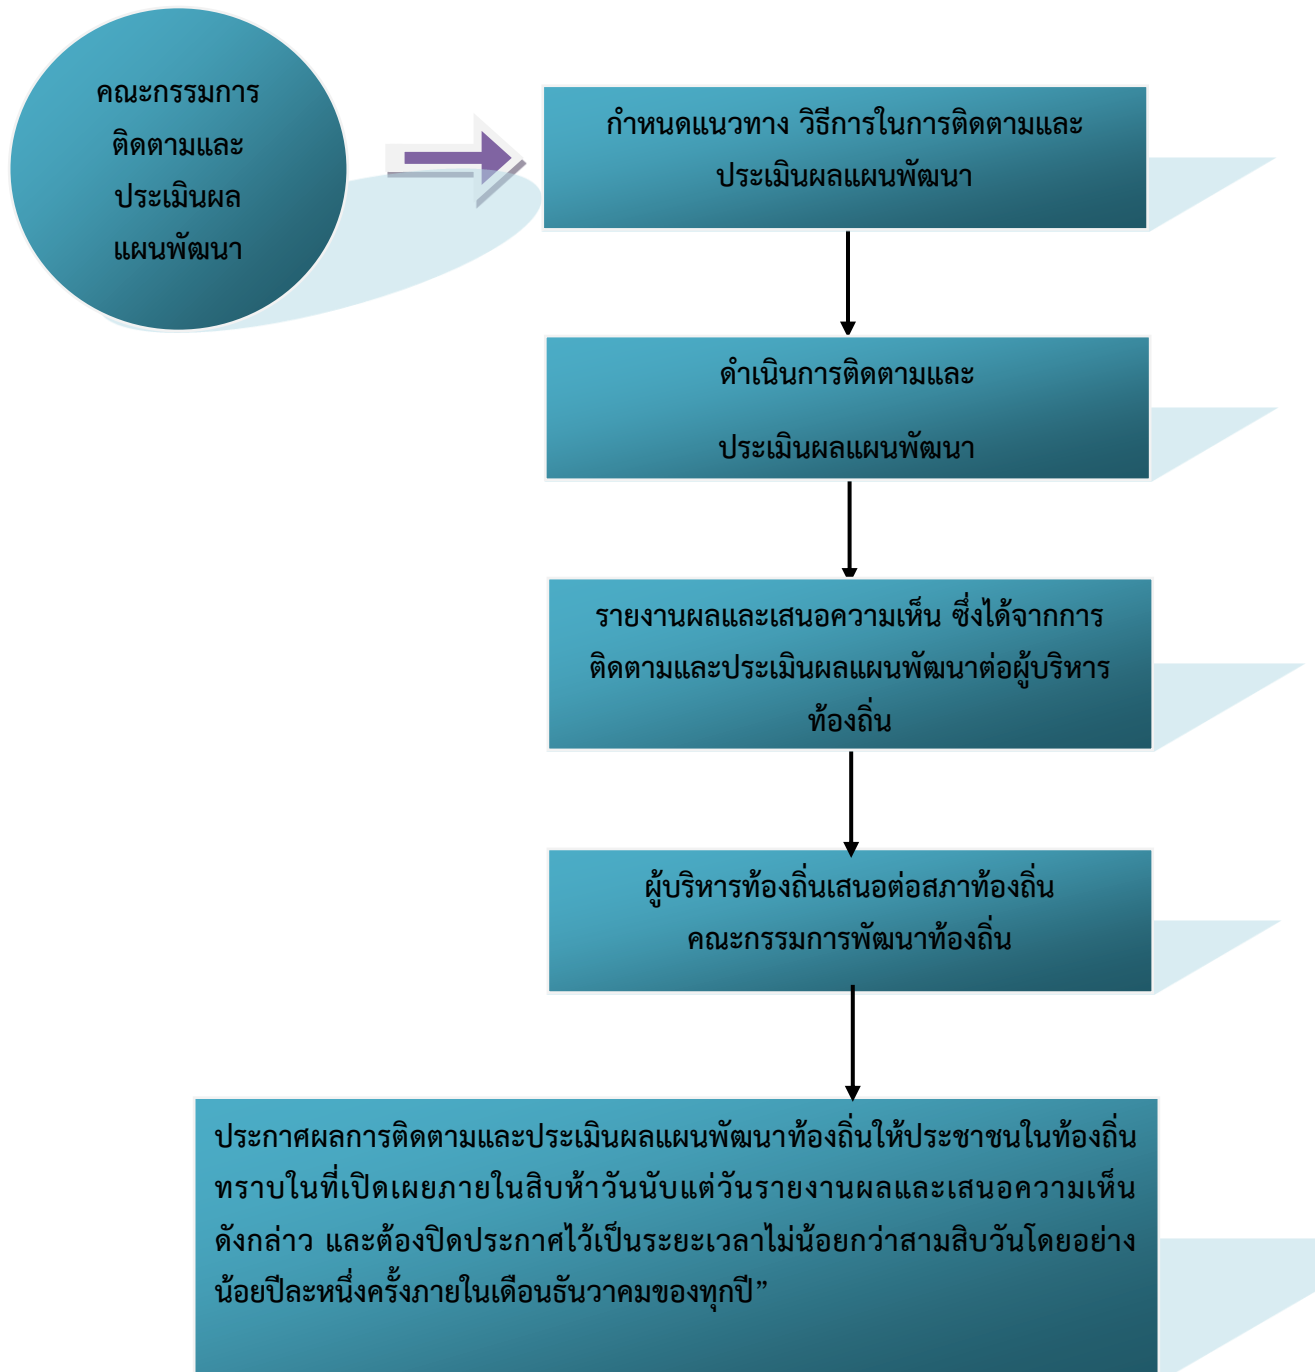 คณะกรรมการ
ติดตามและ
ประเมินผล
แผนพัฒนา
กำหนดแนวทาง วิธีการในการติดตามและ
ประเมินผลแผนพัฒนา
ดำเนินการติดตามและ
ประเมินผลแผนพัฒนา
รายงานผลและเสนอความเห็น ซึ่งได้จากการ
ติดตามและประเมินผลแผนพัฒนาต่อผู้บริหาร
ท้องถิ่น
ผู้บริหารท้องถิ่นเสนอต่อสภาท้องถิ่น
คณะกรรมการพัฒนาท้องถิ่น
ประกาศผลการติดตามและประเมินผลแผนพัฒนาท้องถิ่นให้ประชาชนในท้องถิ่น
ทราบในที่เปิดเผยภายในสิบห้าวันนับแต่วันรายงานผลและเสนอความเห็น
ดังกล่าว และต้องปิดประกาศไว้เป็นระยะเวลาไม่น้อยกว่าสามสิบวันโดยอย่าง
น้อยปีละหนึ่งครั้งภายในเดือนธันวาคมของทุกปี”